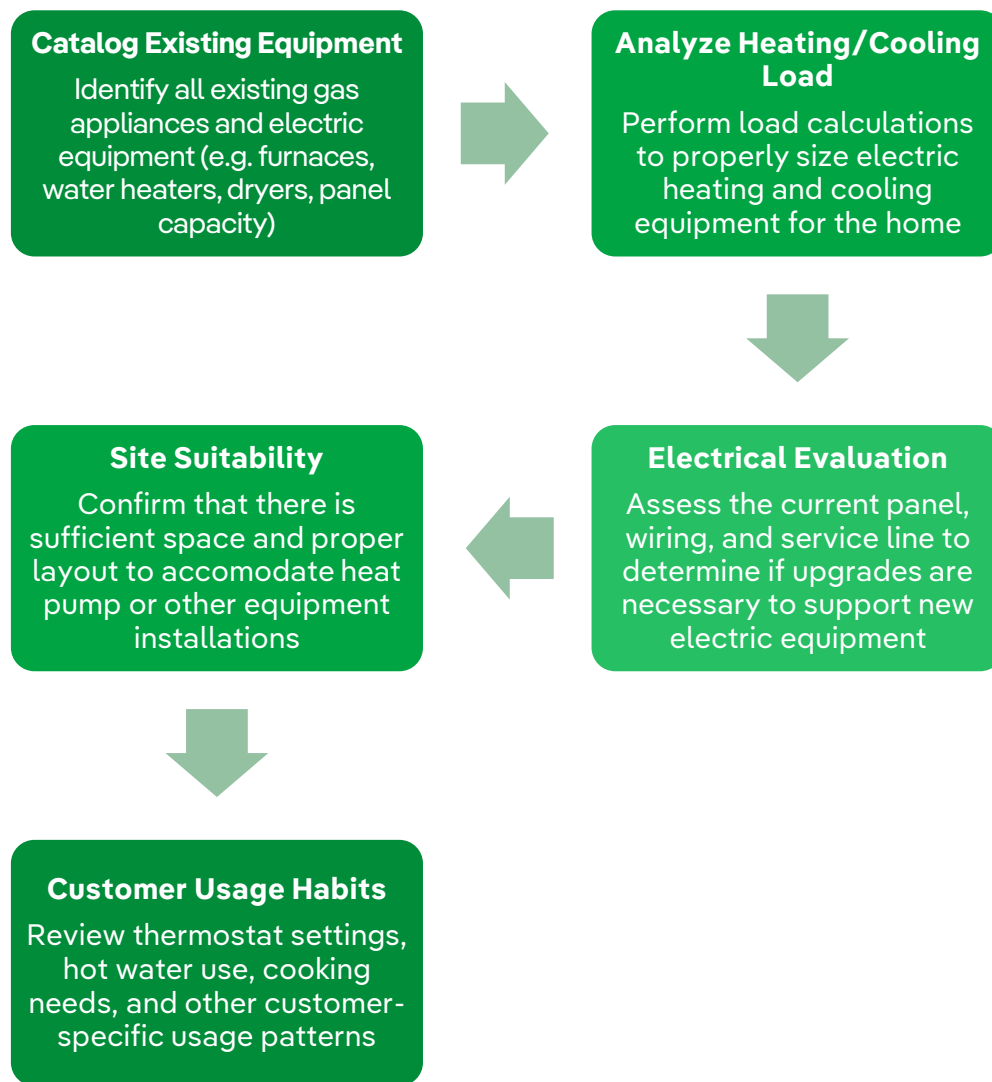 Catalog Existing Equipment
Identify all existing gas
appliances and electric
equipment (e.g. furnaces,
water heaters, dryers, panel
capacity)
Analyze Heating/Cooling
Load
Perform load calculations
to properly size electric
heating and cooling
equipment for the home
Electrical Evaluation
Assess the current panel,
wiring, and service line to
determine if upgrades are
necessary to support new
electric equipment
Site Suitability
Confirm that there is
sufficient space and proper
layout to accomodate heat
pump or other equipment
installations
Customer Usage Habits
Review thermostat settings,
hot water use, cooking
needs, and other customer-
specific usage patterns